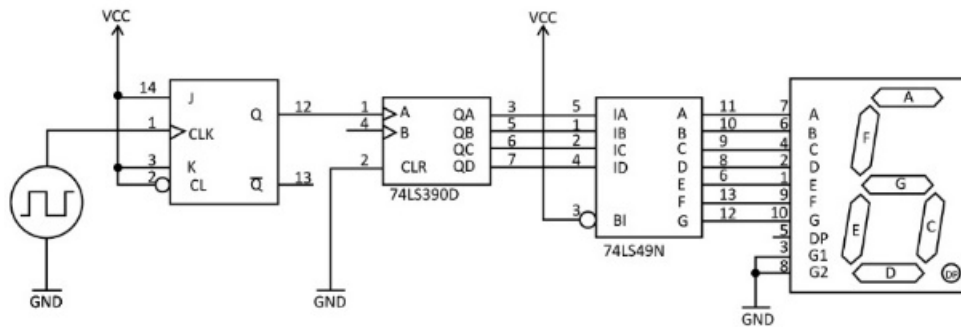 VCC
14 J
1 CLK
3 K
2 CL
Q 12
Q 13
GND
1 A
4 B
2 CLR
QA 3
QB 5
QC 6
QD 7
74LS390D
GND
VCC
5 IA
1 IB
2 IC
4 ID
3 BI
A 11
B 10
C 9
D 8
E 6
F 13
G 12
74LS49N
7 A
6 B
4 C
2 D
1 E
9 F
10 G
5 DP
3 G1
8 G2
GND
A
F
G
E
C
D
DP